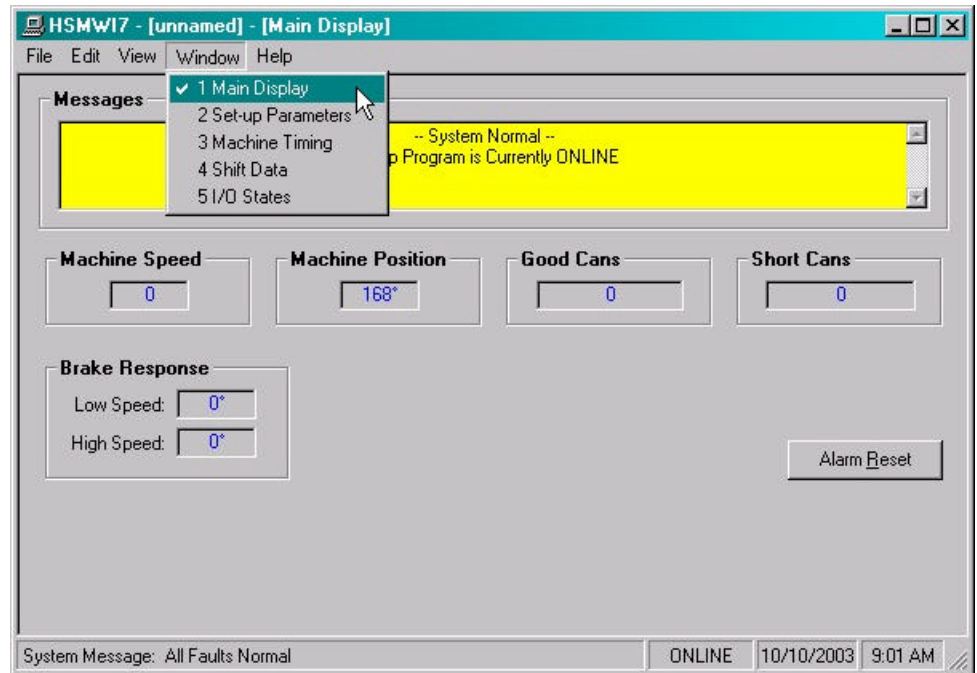 HSMWI7 - [unnamed] - [Main Display]
File Edit View Window Help
✓ 1 Main Display
2 Set-up Parameters
3 Machine Timing
4 Shift Data
5 I/O States
Messages
-- System Normal --
Program is Currently ONLINE
Machine Speed
0
Machine Position
168°
Good Cans
0
Short Cans
0
Brake Response
Low Speed: 0°
High Speed: 0°
Alarm Reset
System Message: All Faults Normal
ONLINE 10/10/2003 9:01 AM